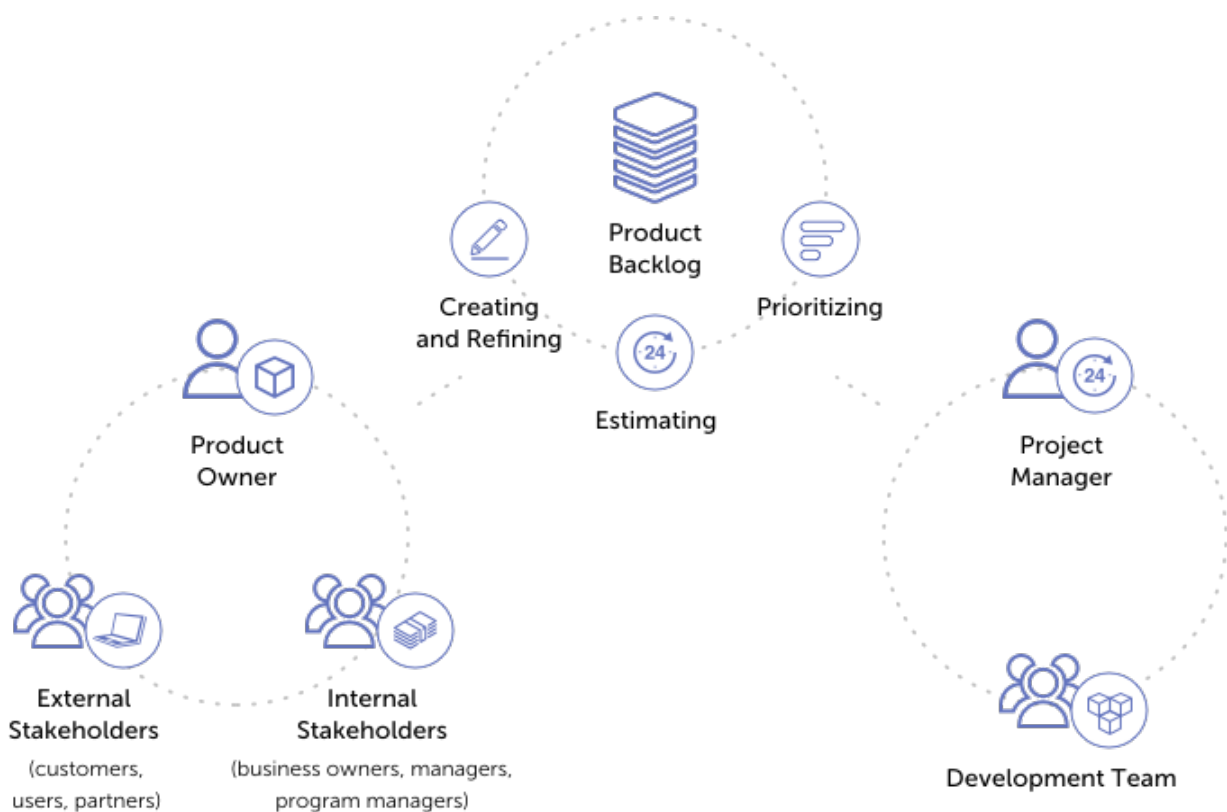 Product
Backlog
Creating
and Refining
Prioritizing
24
Estimating
Product
Owner
24
Project
Manager
External
Stakeholders
(customers,
users, partners)
Internal
Stakeholders
(business owners, managers,
program managers)
Development Team